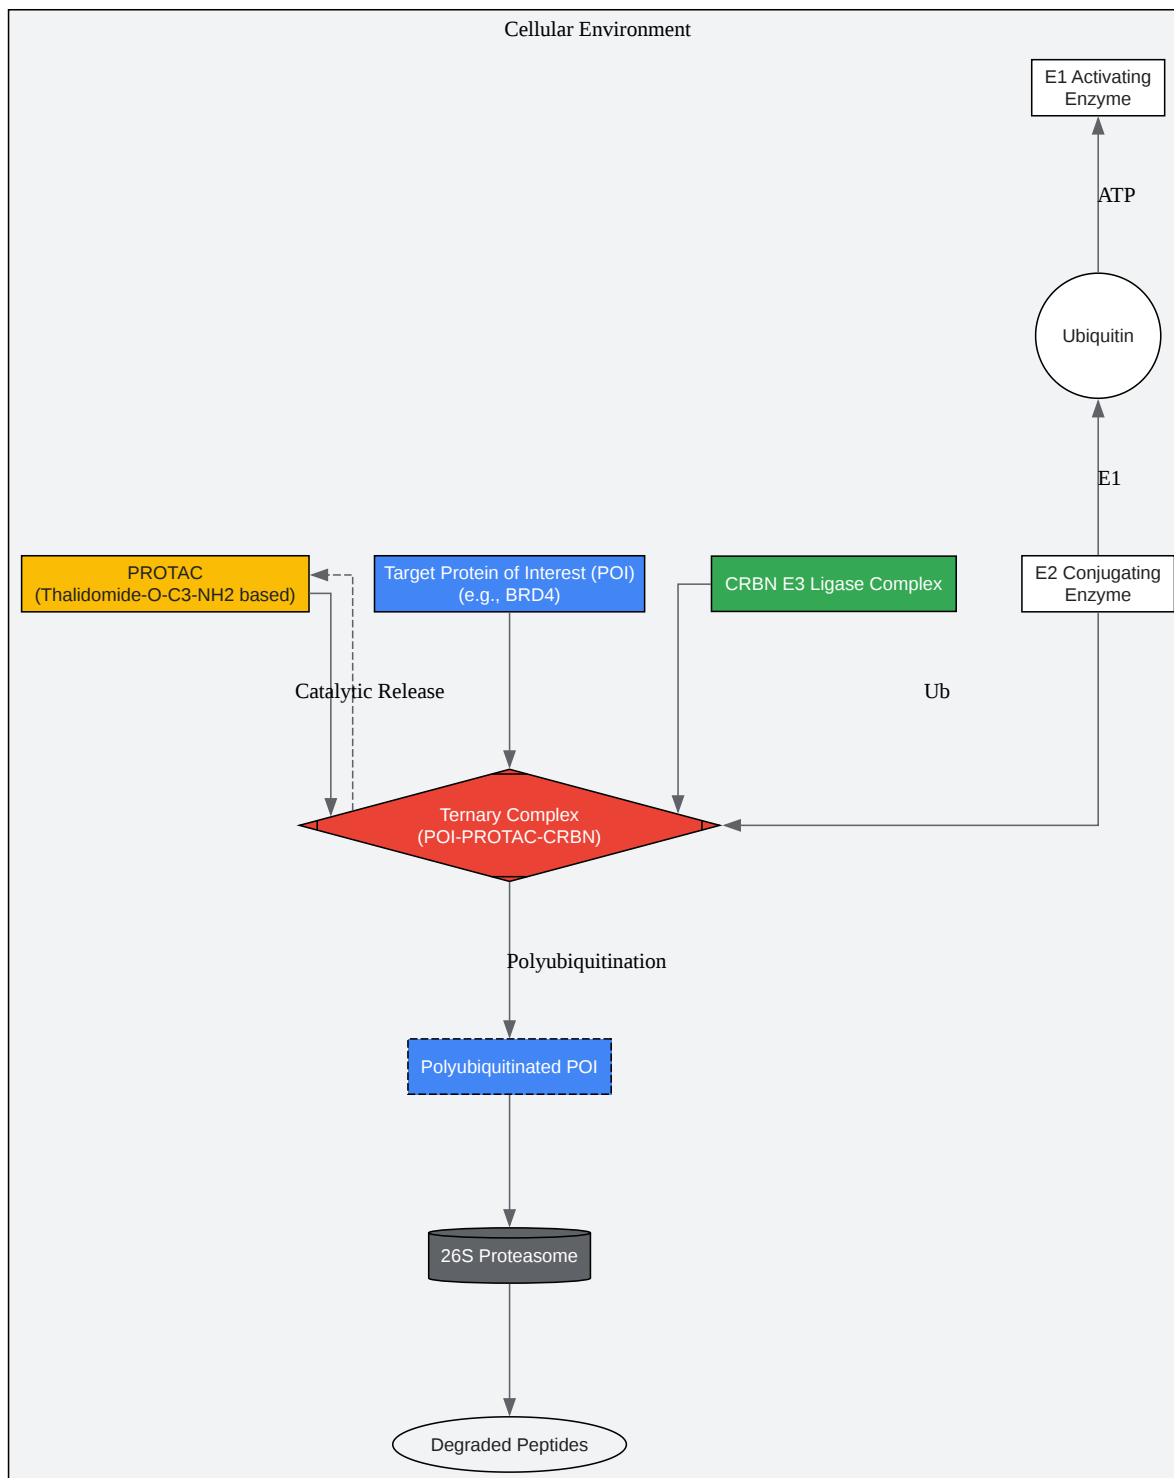 Cellular Environment
E1 Activating
Enzyme
ATP
Ubiquitin
E1
PROTAC
(Thalidomide-O-C3-NH2 based)
Target Protein of Interest (POI)
(e.g., BRD4)
CRBN E3 Ligase Complex
E2 Conjugating
Enzyme
Catalytic Release
Ub
Ternary Complex
(POI-PROTAC-CRBN)
Polyubiquitination
Polyubiquitinated POI
26S Proteasome
Degraded Peptides